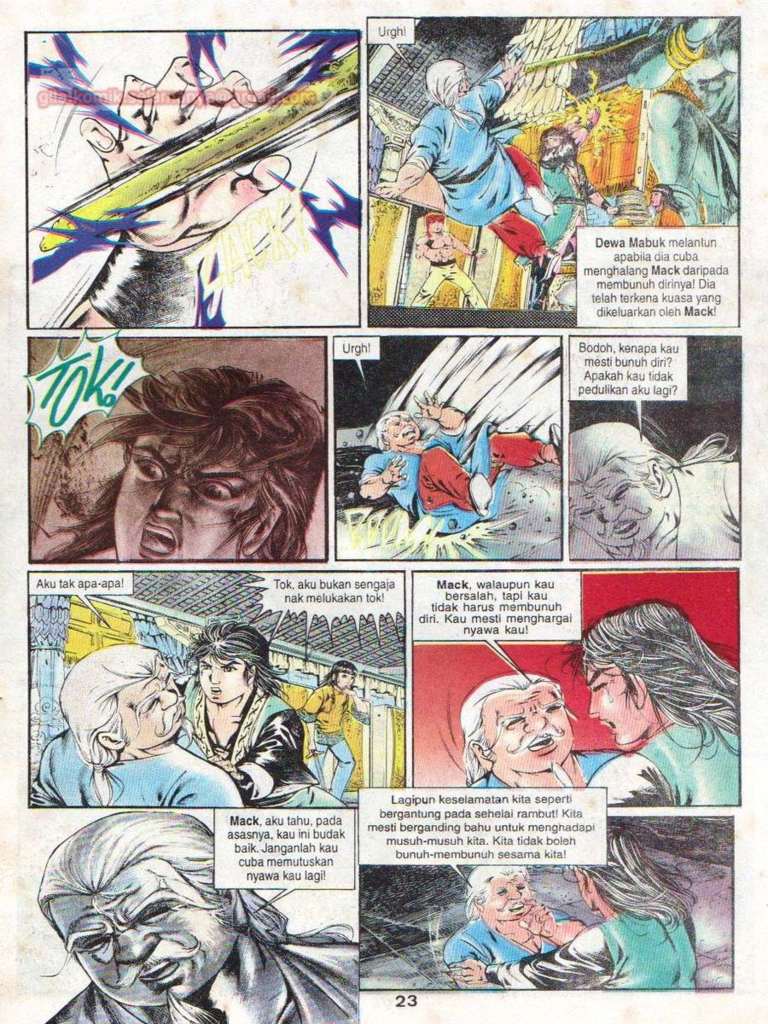 Urgh!
Dewa Mabuk melantun
apabila dia cuba
menghalang Mack daripada
membunuh dirinya! Dia
telah terkena kuasa yang
dikeluarkan oleh Mack!
TOK!
Urgh!
Bodoh, kenapa kau
mesti bunuh diri?
Apakah kau tidak
pedulikan aku lagi?
Aku tak apa-apa!
Tok, aku bukan sengaja
nak melukakan tok!
Mack, walaupun kau
bersalah, tapi kau
tidak harus membunuh
diri. Kau mesti menghargai
nyawa kau!
Mack, aku tahu, pada
asasnya, kau ini budak
baik. Janganlah kau
cuba memutuskan
nyawa kau lagi!
Lagipun keselamatan kita seperti
bergantung pada sehelai rambut! Kita
mesti berganding bahu untuk menghadapi
musuh-musuh kita. Kita tidak boleh
bunuh-membunuh sesama kita!
23